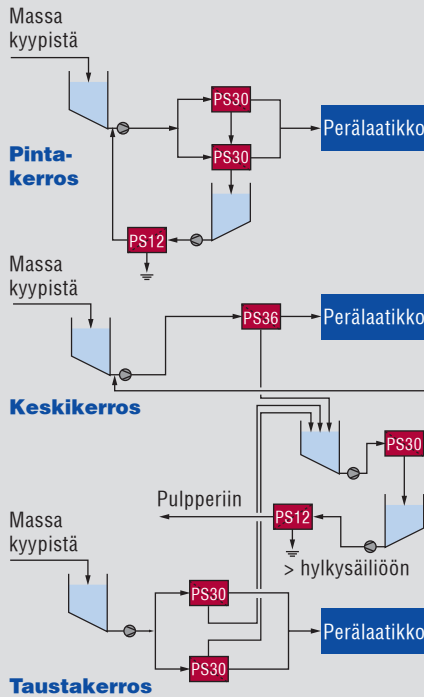 Massa
kyypistä
PS30
Perälaatikko
PS30
Pinta-
kerros
PS12
Massa
kyypistä
PS36
Perälaatikko
Keskikerros
PS30
Pulpperiin
PS12
> hylkysäiliöön
Massa
kyypistä
PS30
Perälaatikko
PS30
Taustakerros